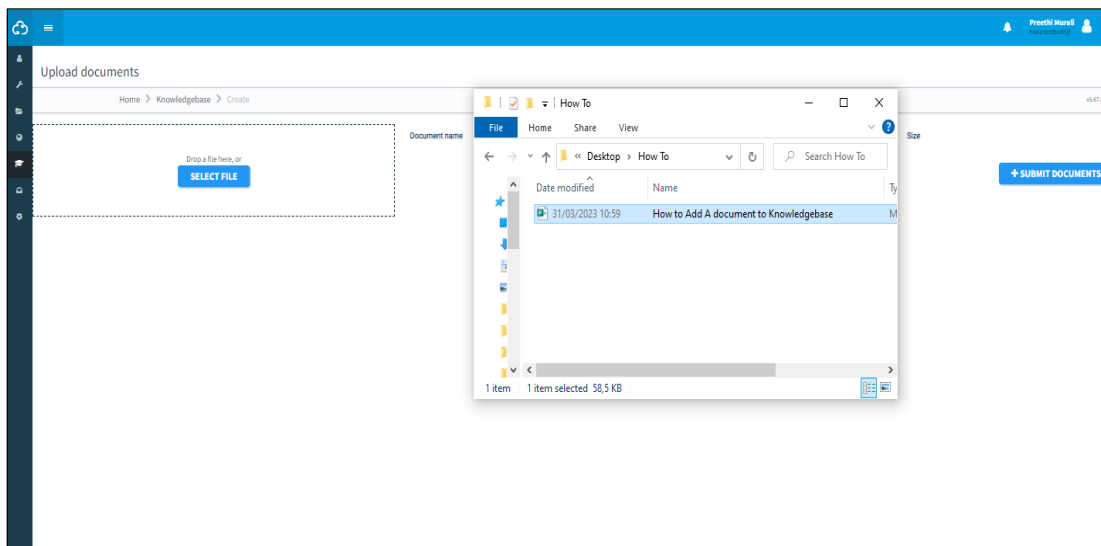 Preethi Murali
Upload documents
Home > Knowledgebase > Create
Drop a file here, or
SELECT FILE
Document name
Size
+ SUBMIT DOCUMENTS
How To
File Home Share View
« Desktop > How To
Search How To
Date modified Name Ty
31/03/2023 10:59 How to Add A document to Knowledgebase M
1 item 1 item selected 58,5 KB